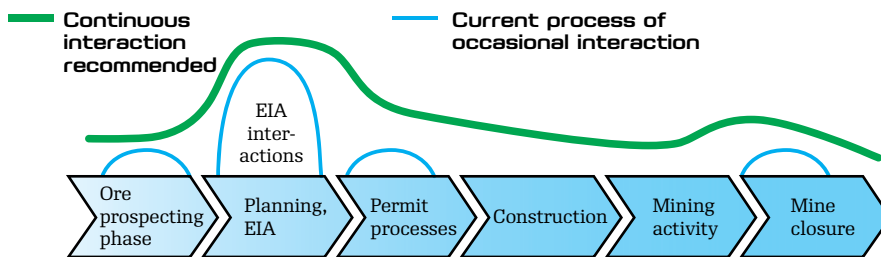 Continuous
interaction
recommended
Current process of
occasional interaction
EIA
inter-
actions
Ore
prospecting
phase
Planning,
EIA
Permit
processes
Construction
Mining
activity
Mine
closure